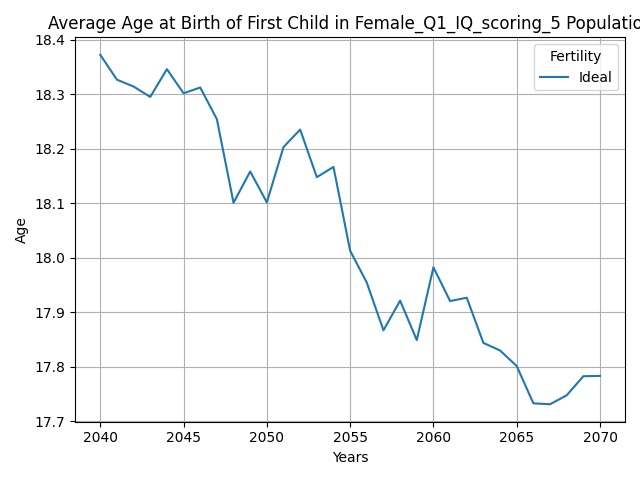 Average Age at Birth of First Child in Female_Q1_IQ_scoring_5 Populatio
18.4
18.3
18.2
18.1
18.0
17.9
17.8
17.7
Age
Fertility
Ideal
2040 2045 2050 2055 2060 2065 2070
Years